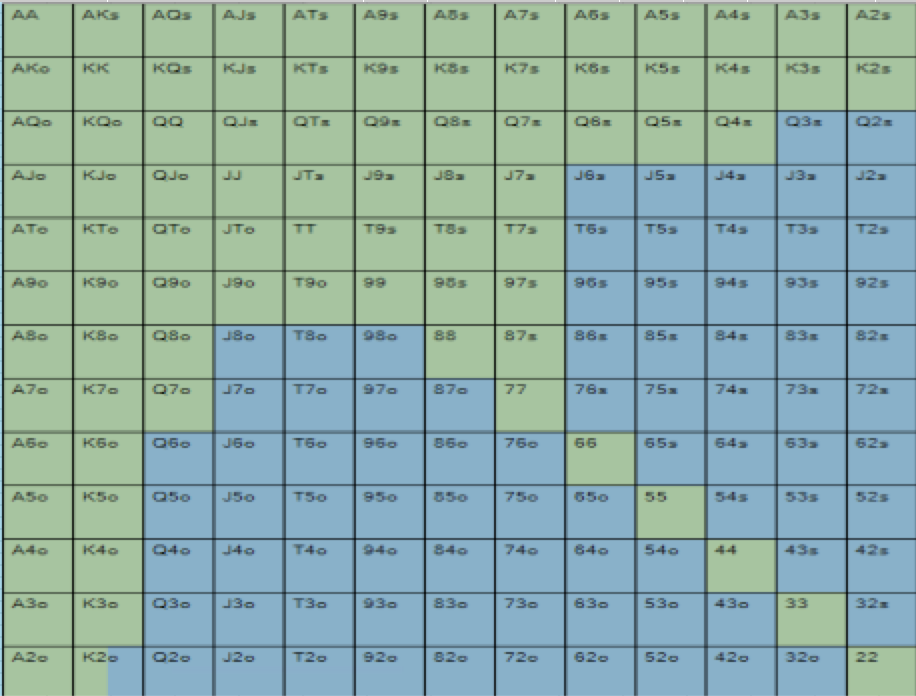 AA AKs AQs AJs ATs A9s A8s A7s A6s A5s A4s A3s A2s
AKo KK KQs KJs KTs K9s K8s K7s K6s K5s K4s K3s K2s
AQo KQo QQ QJs QTs Q9s Q8s Q7s Q6s Q5s Q4s Q3s Q2s
AJo KJo QJo JJ JTs J9s J8s J7s J6s J5s J4s J3s J2s
ATo KTo QTo JTo TT T9s T8s T7s T6s T5s T4s T3s T2s
A9o K9o Q9o J9o T9o 99 98s 97s 96s 95s 94s 93s 92s
A8o K8o Q8o J8o T8o 98o 88 87s 86s 85s 84s 83s 82s
A7o K7o Q7o J7o T7o 97o 87o 77 76s 75s 74s 73s 72s
A6o K6o Q6o J6o T6o 96o 86o 76o 66 65s 64s 63s 62s
A5o K5o Q5o J5o T5o 95o 85o 75o 65o 55 54s 53s 52s
A4o K4o Q4o J4o T4o 94o 84o 74o 64o 54o 44 43s 42s
A3o K3o Q3o J3o T3o 93o 83o 73o 63o 53o 43o 33 32s
A2o K2o Q2o J2o T2o 92o 82o 72o 62o 52o 42o 32o 22